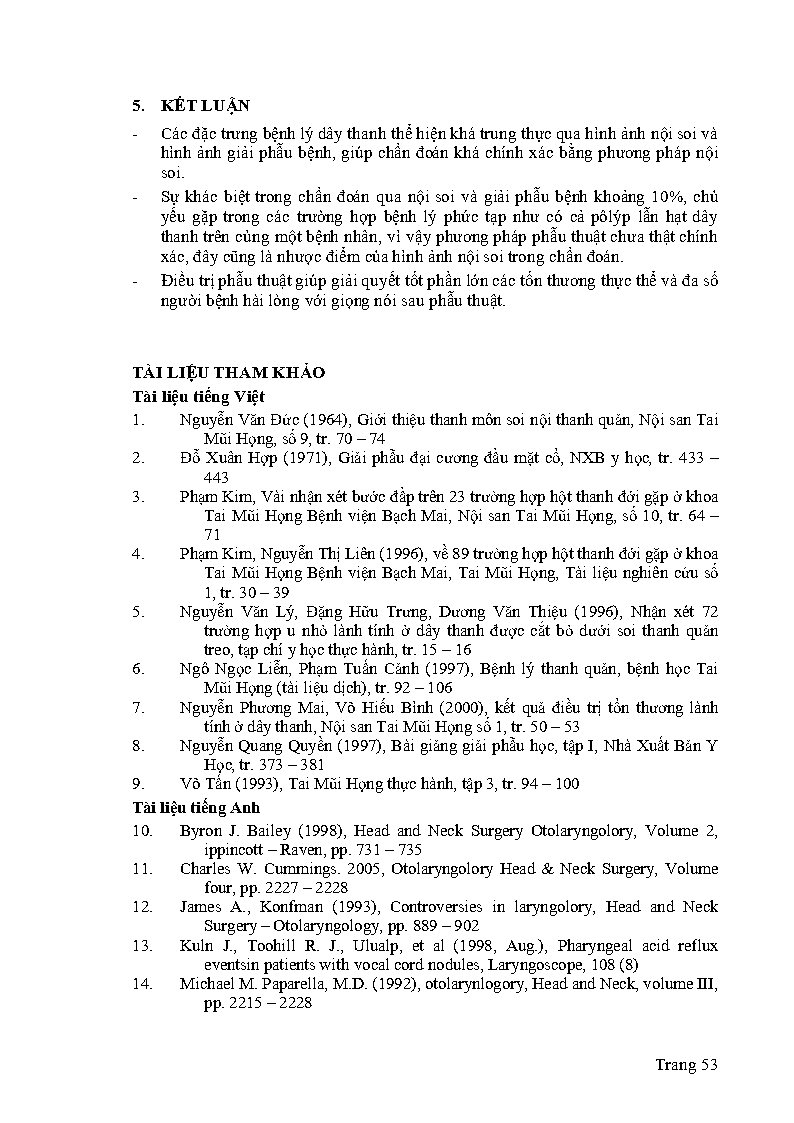 5. KẾT LUẬN
- Các đặc trưng bệnh lý dây thanh thể hiện khá trung thực qua hình ảnh nội soi và
hình ảnh giải phẫu bệnh, giúp chẩn đoán khá chính xác bằng phương pháp nội
soi.
- Sự khác biệt trong chẩn đoán qua nội soi và giải phẫu bệnh khoảng 10%, chủ
yếu gặp trong các trường hợp bệnh lý phức tạp như có cả pôlýp lẫn hạt dây
thanh trên cùng một bệnh nhân, vì vậy phương pháp phẫu thuật chưa thật chính
xác, đây cũng là nhược điểm của hình ảnh nội soi trong chẩn đoán.
- Điều trị phẫu thuật giúp giải quyết tốt phần lớn các tổn thương thực thể và đa số
người bệnh hài lòng với giọng nói sau phẫu thuật.
TÀI LIỆU THAM KHẢO
Tài liệu tiếng Việt
1. Nguyễn Văn Đức (1964), Giới thiệu thanh môn soi nội thanh quản, Nội san Tai
Mũi Họng, số 9, tr. 70 – 74
2. Đỗ Xuân Hợp (1971), Giải phẫu đại cương đầu mặt cổ, NXB y học, tr. 433 –
443
3. Phạm Kim, Vài nhận xét bước đầp trên 23 trường hợp hột thanh đới gặp ở khoa
Tai Mũi Họng Bệnh viện Bạch Mai, Nội san Tai Mũi Họng, số 10, tr. 64 –
71
4. Phạm Kim, Nguyễn Thị Liên (1996), về 89 trường hợp hột thanh đới gặp ở khoa
Tai Mũi Họng Bệnh viện Bạch Mai, Tai Mũi Họng, Tài liệu nghiên cứu số
1, tr. 30 – 39
5. Nguyễn Văn Lý, Đặng Hữu Trưng, Dương Văn Thiệu (1996), Nhận xét 72
trường hợp u nhỏ lành tính ở dây thanh được cắt bỏ dưới soi thanh quản
treo, tạp chí y học thực hành, tr. 15 – 16
6. Ngô Ngọc Liễn, Phạm Tuấn Cảnh (1997), Bệnh lý thanh quản, bệnh học Tai
Mũi Họng (tài liệu dịch), tr. 92 – 106
7. Nguyễn Phương Mai, Võ Hiếu Bình (2000), kết quả điều trị tổn thương lành
tính ở dây thanh, Nội san Tai Mũi Họng số 1, tr. 50 – 53
8. Nguyễn Quang Quyền (1997), Bài giảng giải phẫu học, tập I, Nhà Xuất Bản Y
Học, tr. 373 – 381
9. Võ Tấn (1993), Tai Mũi Họng thực hành, tập 3, tr. 94 – 100
Tài liệu tiếng Anh
10. Byron J. Bailey (1998), Head and Neck Surgery Otolaryngolory, Volume 2,
ippincott – Raven, pp. 731 – 735
11. Charles W. Cummings. 2005, Otolaryngolory Head & Neck Surgery, Volume
four, pp. 2227 – 2228
12. James A., Konfman (1993), Controversies in laryngolory, Head and Neck
Surgery – Otolaryngology, pp. 889 – 902
13. Kuln J., Toohill R. J., Ulualp, et al (1998, Aug.), Pharyngeal acid reflux
eventsin patients with vocal cord nodules, Laryngoscope, 108 (8)
14. Michael M. Paparella, M.D. (1992), otolarynlogory, Head and Neck, volume III,
pp. 2215 – 2228
Trang 53